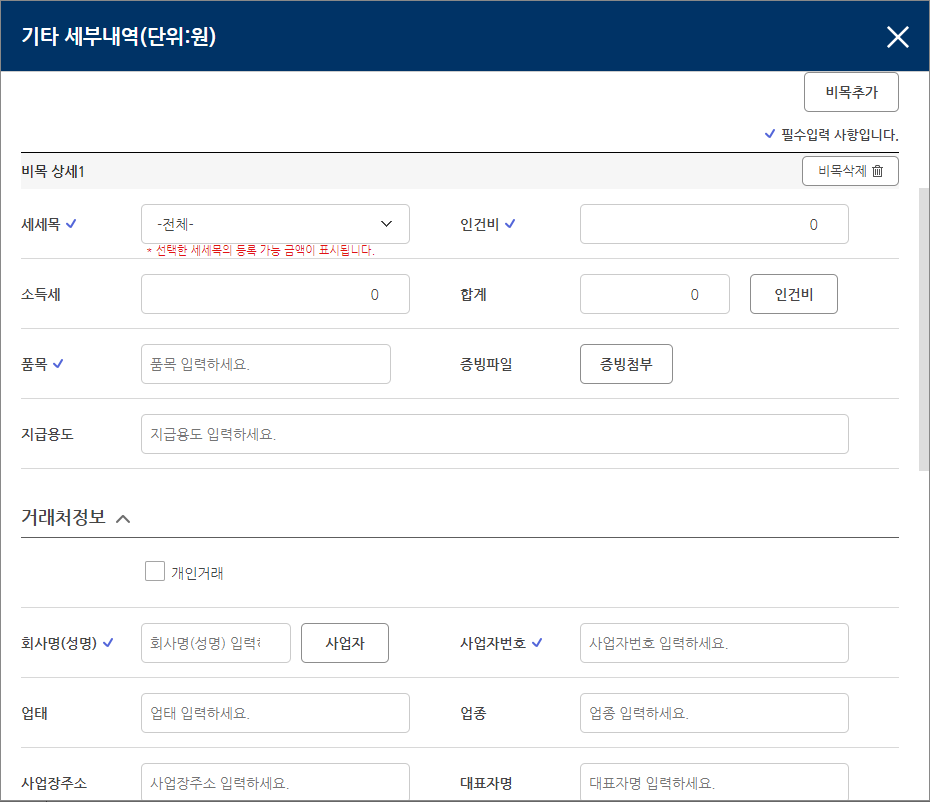 기타 세부내역(단위:원)
비목추가
필수입력 사항입니다.
비목 상세1
비목삭제
세세목
-전체-
인건비
0
* 선택한 세세목의 등록 가능 금액이 표시됩니다.
소득세
0
합계
0
인건비
품목
품목 입력하세요.
증빙파일
증빙첨부
지급용도
지급용도 입력하세요.
거래처정보
개인거래
회사명(성명)
회사명(성명) 입력
사업자
사업자번호
사업자번호 입력하세요.
업태
업태 입력하세요.
업종
업종 입력하세요.
사업장주소
사업장주소 입력하세요.
대표자명
대표자명 입력하세요.